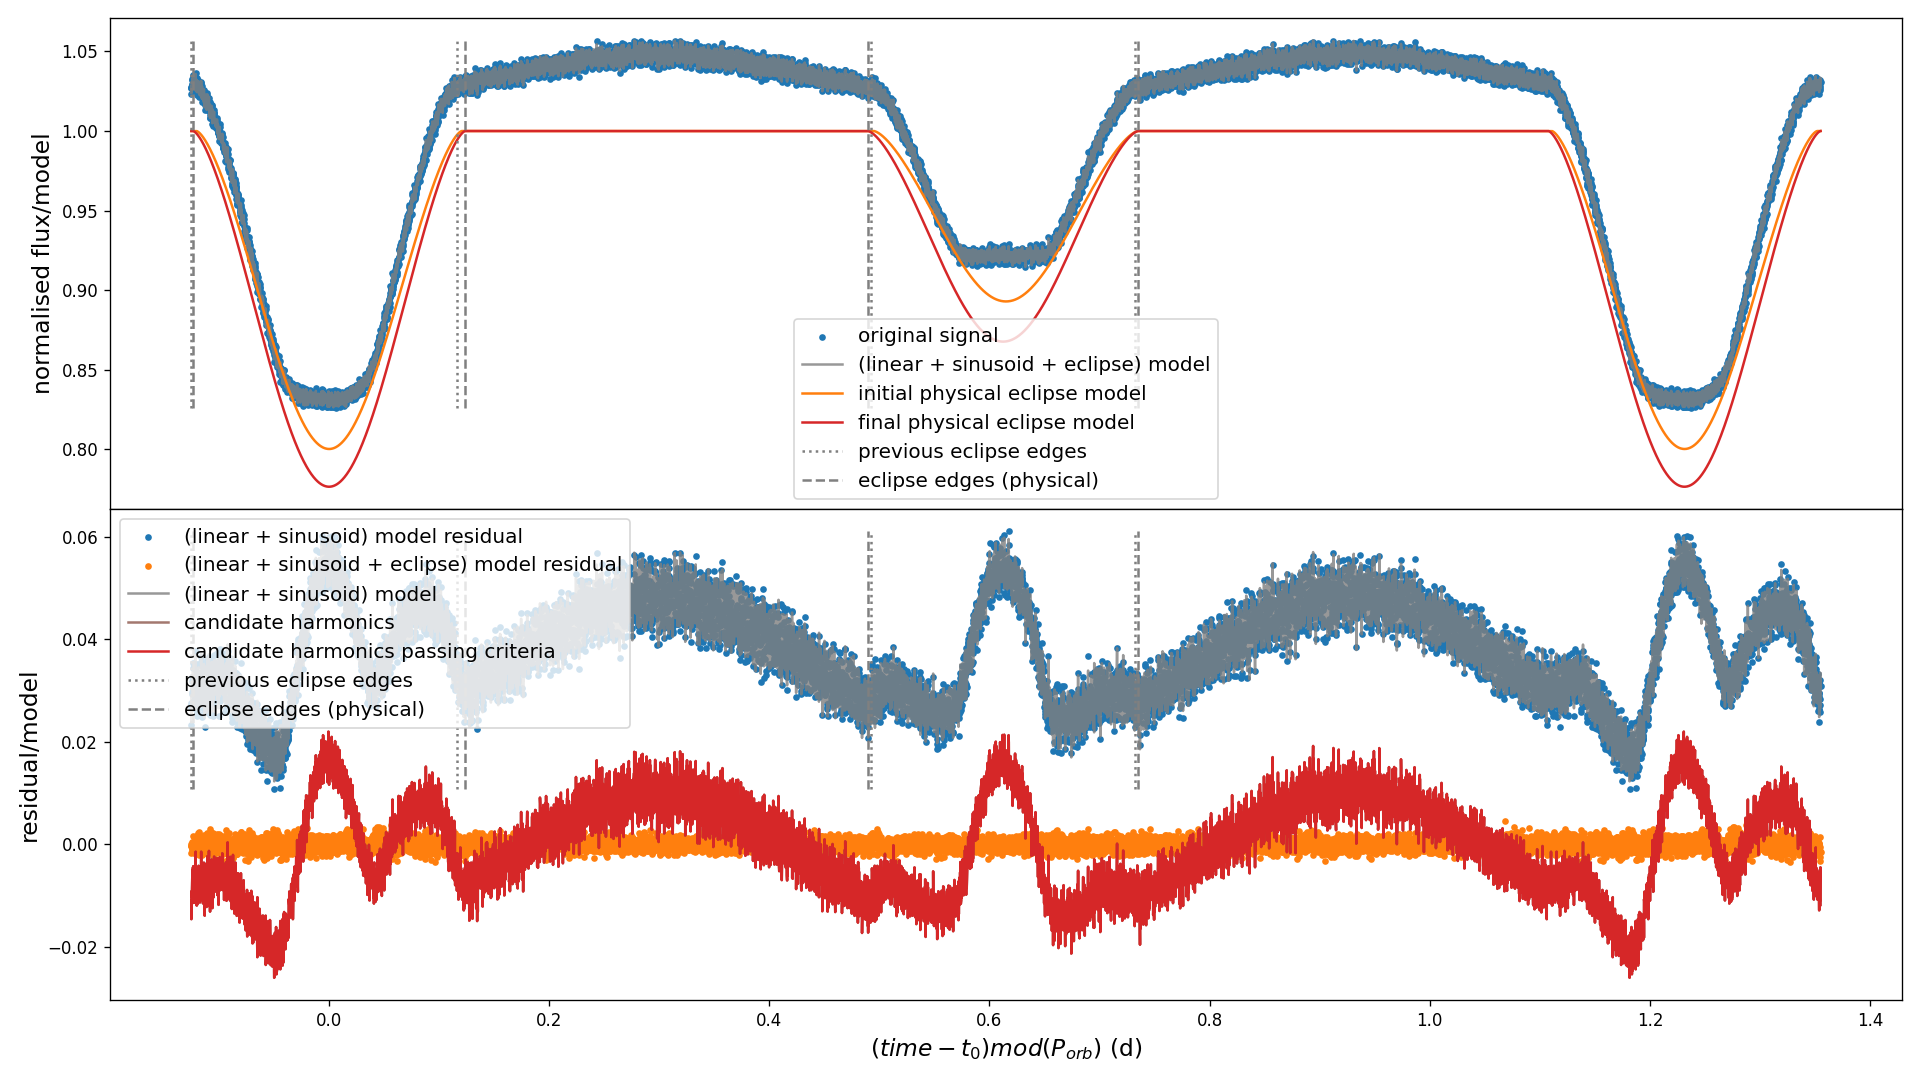 normalised flux/model
1.05
1.00
0.95
0.90
0.85
0.80
original signal
(linear + sinusoid + eclipse) model
initial physical eclipse model
final physical eclipse model
previous eclipse edges
eclipse edges (physical)
residual/model
0.06
0.04
0.02
0.00
−0.02
(linear + sinusoid) model residual
(linear + sinusoid + eclipse) model residual
(linear + sinusoid) model
candidate harmonics
candidate harmonics passing criteria
previous eclipse edges
eclipse edges (physical)
0.0 0.2 0.4 0.6 0.8 1.0 1.2 1.4
(time − t₀)mod(Pₒᵣb) (d)